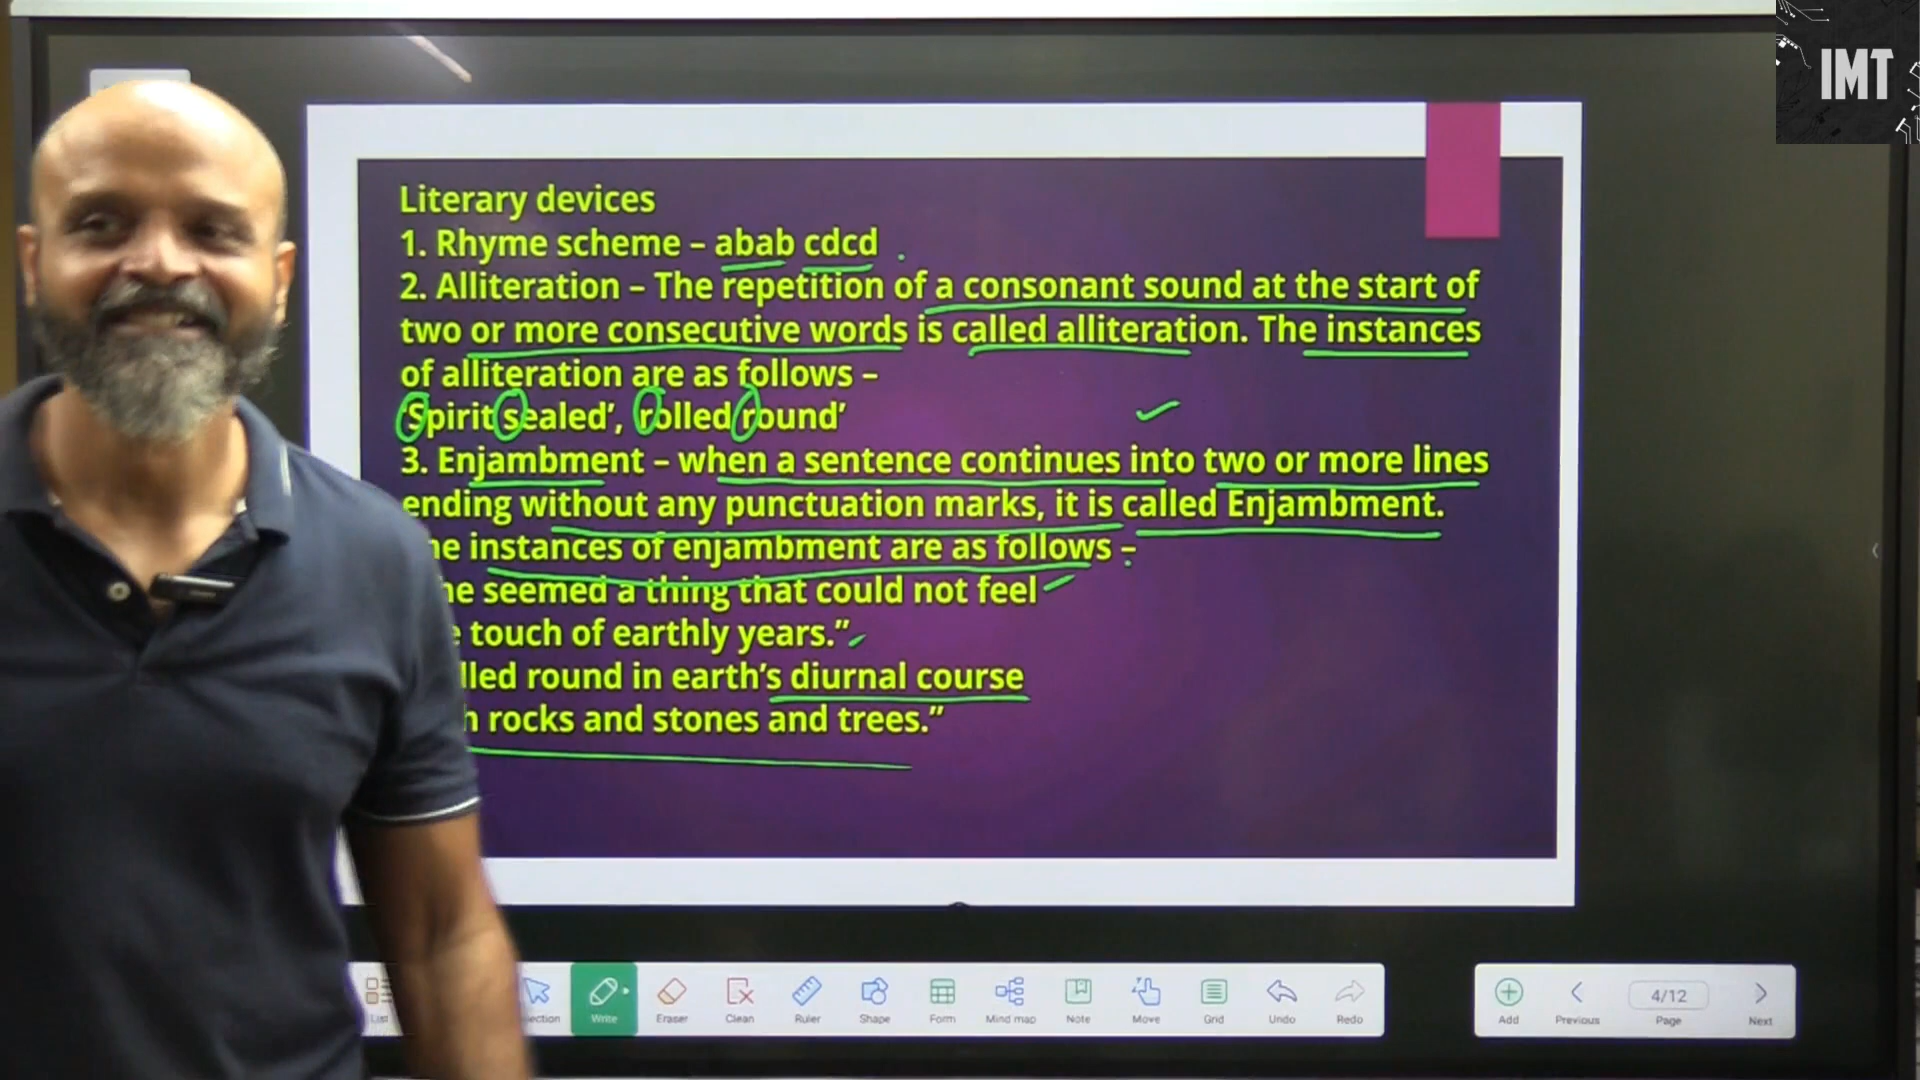 IMT
Literary devices
1. Rhyme scheme – abab cdcd
2. Alliteration – The repetition of a consonant sound at the start of
two or more consecutive words is called alliteration. The instances
of alliteration are as follows –
‘Spirit sealed’, rolled round’
3. Enjambment – when a sentence continues into two or more lines
ending without any punctuation marks, it is called Enjambment.
instances of enjambment are as follows –
seemed a thing that could not feel
touch of earthly years.”
round in earth’s diurnal course
rocks and stones and trees.”
List Write Eraser Clean Ruler Shape Form Mind map Note Move Grid Undo Redo
Add Previous 4/12 Page Next